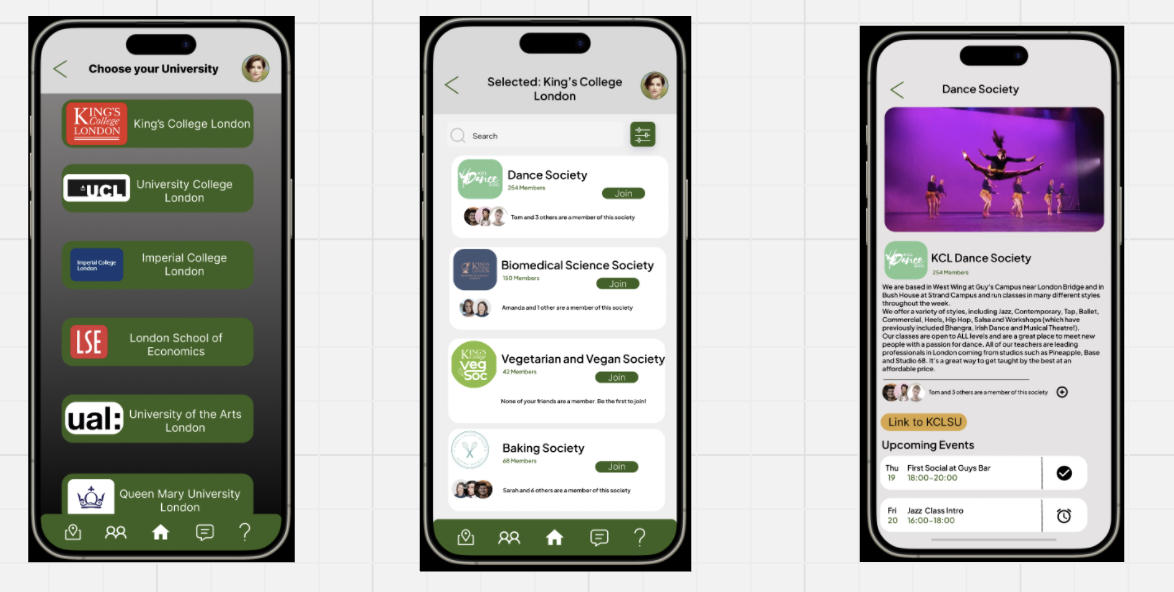 Choose your University
KING'S
College
LONDON
King's College London
UCL
University College
London
Imperial College
London
Imperial College
London
LSE
London School of
Economics
ual:
University of the Arts
London
Queen Mary University
London
?
Selected: King's College
London
Search
Dance
Dance Society
254 Members
Join
Tom and 3 others are a member of this society
KING'S
Biomedical Science Society
150 Members
Join
Amanda and 1 other are a member of this society
KING'S
College
veg
SOC
Vegetarian and Vegan Society
42 Members
Join
None of your friends are a member. Be the first to join!
Baking Society
68 Members
Join
Sarah and 6 others are a member of this society
?
Dance Society
Dance
KCL Dance Society
254 Members
We are based in West Wing at Guy's Campus near London Bridge and in
Bush House at Strand Campus and run classes in many different styles
throughout the week.
We offer a variety of styles, including Jazz, Contemporary, Tap, Ballet,
Commercial, Heels, Hip Hop, Salsa and Workshops (which have
previously included Bhangra, Irish Dance and Musical Theatre!).
Our classes are open to ALL levels and are a great place to meet new
people with a passion for dance. All of our teachers are leading
professionals in London coming from studios such as Pineapple, Base
and Studio 68. It's a great way to get taught by the best at an
affordable price.
Tom and 3 others are a member of this society
Link to KCLSU
Upcoming Events
Thu First Social at Guys Bar
19 18:00-20:00
Fri Jazz Class Intro
20 16:00-18:00